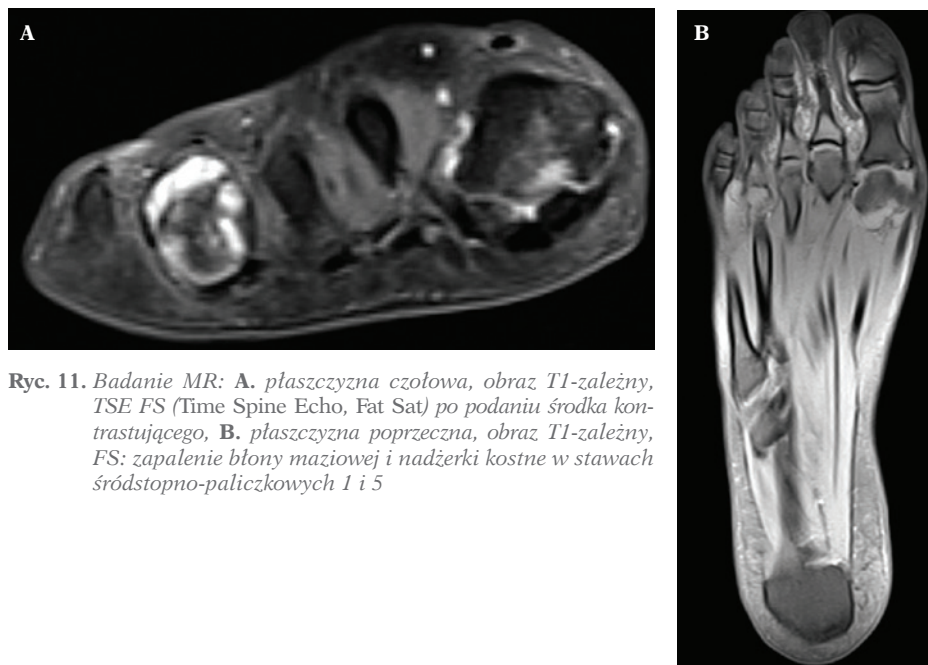 A
B
Ryc. 11. Badanie MR: A. płaszczyzna czołowa, obraz T1-zależny,
TSE FS (Time Spine Echo, Fat Sat) po podaniu środka kon-
trastującego, B. płaszczyzna poprzeczna, obraz T1-zależny,
FS: zapalenie błony maziowej i nadżerki kostne w stawach
śródstopno-paliczkowych 1 i 5